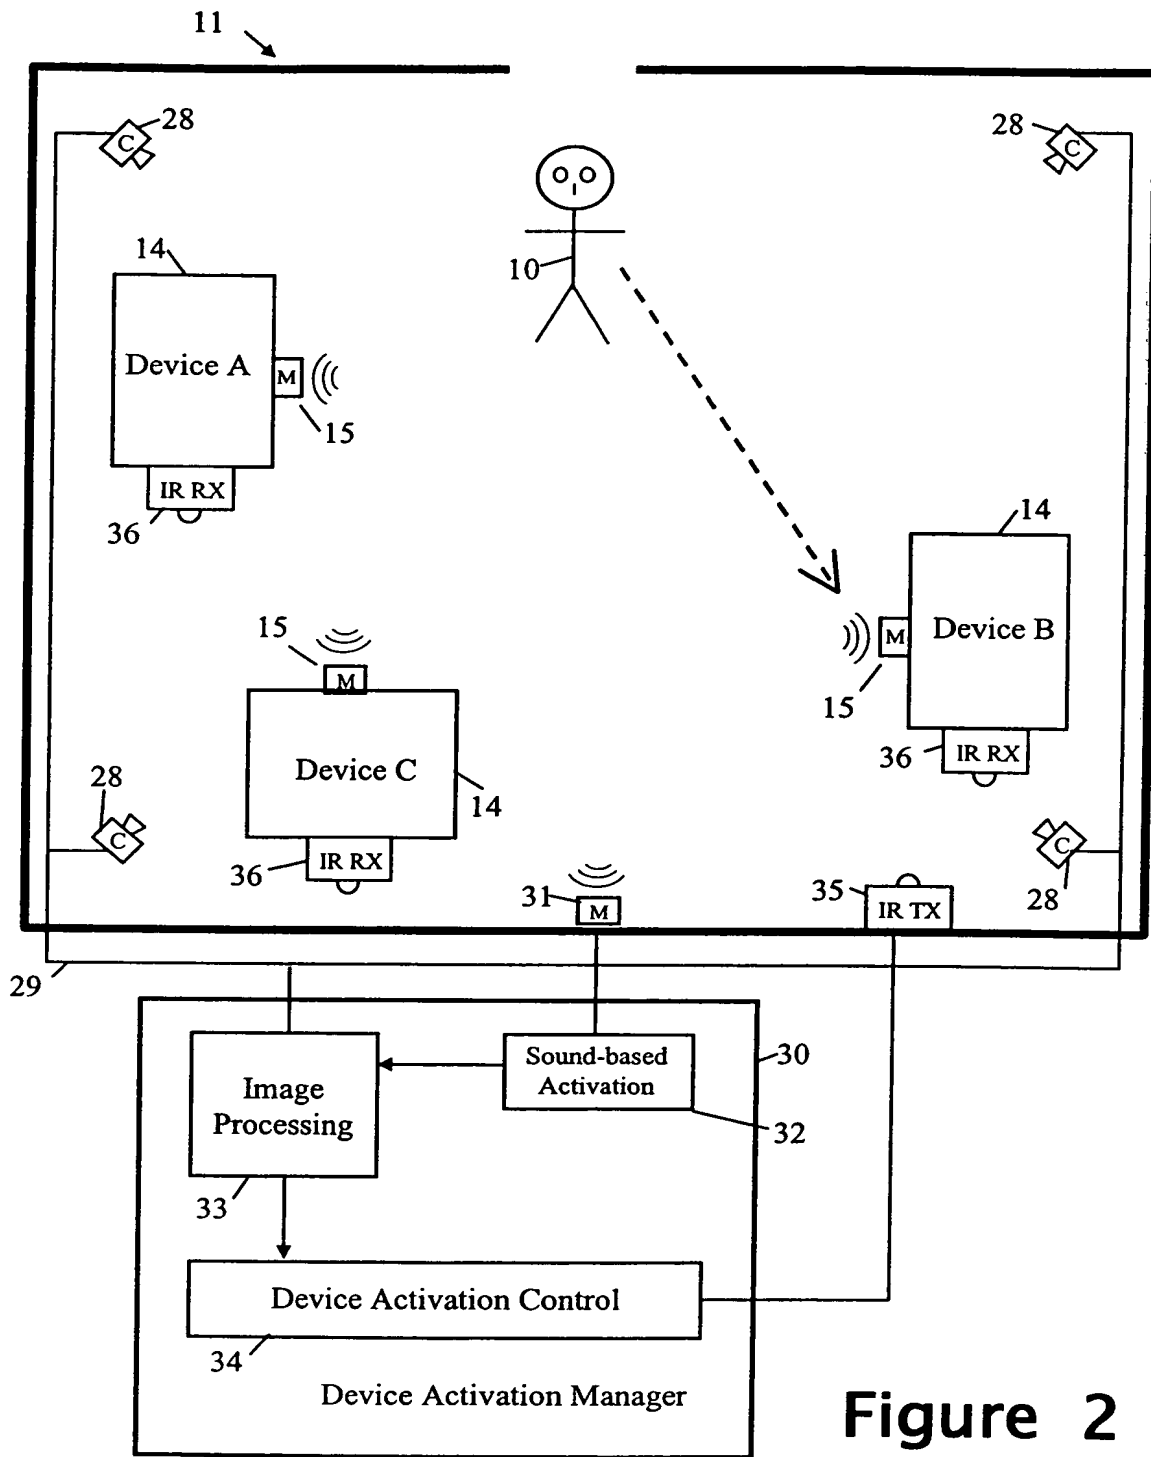 11
28
C
28
C
14
10
Device A
M
15
IR RX
36
14
15
M
Device B
M
15
Device C
14
36
IR RX
28
C
36
IR RX
31
M
35
IR TX
C
28
29
30
Sound-based
Activation
32
Image
Processing
33
Device Activation Control
34
Device Activation Manager
Figure 2